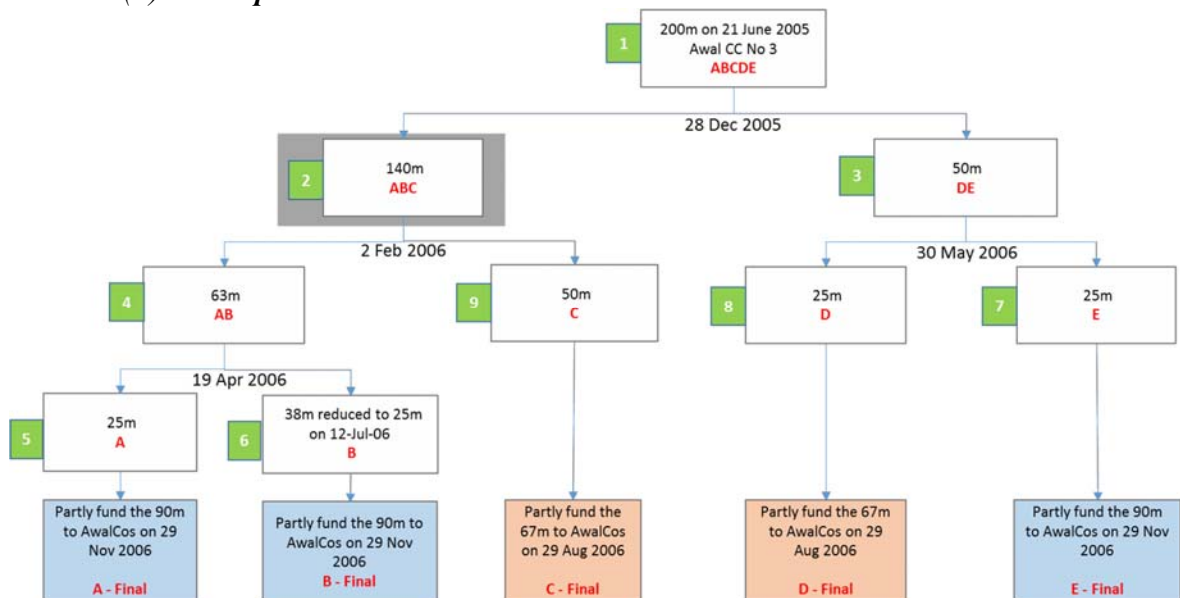 1
200m on 21 June 2005
Awal CC No 3
ABCDE
28 Dec 2005
2
140m
ABC
3
50m
DE
2 Feb 2006
30 May 2006
4
63m
AB
9
50m
C
8
25m
D
7
25m
E
19 Apr 2006
5
25m
A
6
38m reduced to 25m
on 12-Jul-06
B
Partly fund the 90m
to AwalCos on 29
Nov 2006
A - Final
Partly fund the 90m to
AwalCos on 29 Nov
2006
B - Final
Partly fund the
67m to AwalCos
on 29 Aug 2006
C - Final
Partly fund the 67m
to AwalCos on 29
Aug 2006
D - Final
Partly fund the 90m
to AwalCos on 29 Nov
2006
E - Final